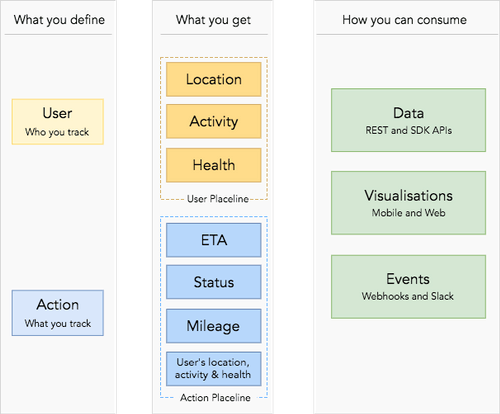 What you define
User
Who you track
Action
What you track
What you get
Location
Activity
Health
User Placeline
ETA
Status
Mileage
User's location,
activity & health
Action Placeline
How you can consume
Data
REST and SDK APIs
Visualisations
Mobile and Web
Events
Webhooks and Slack